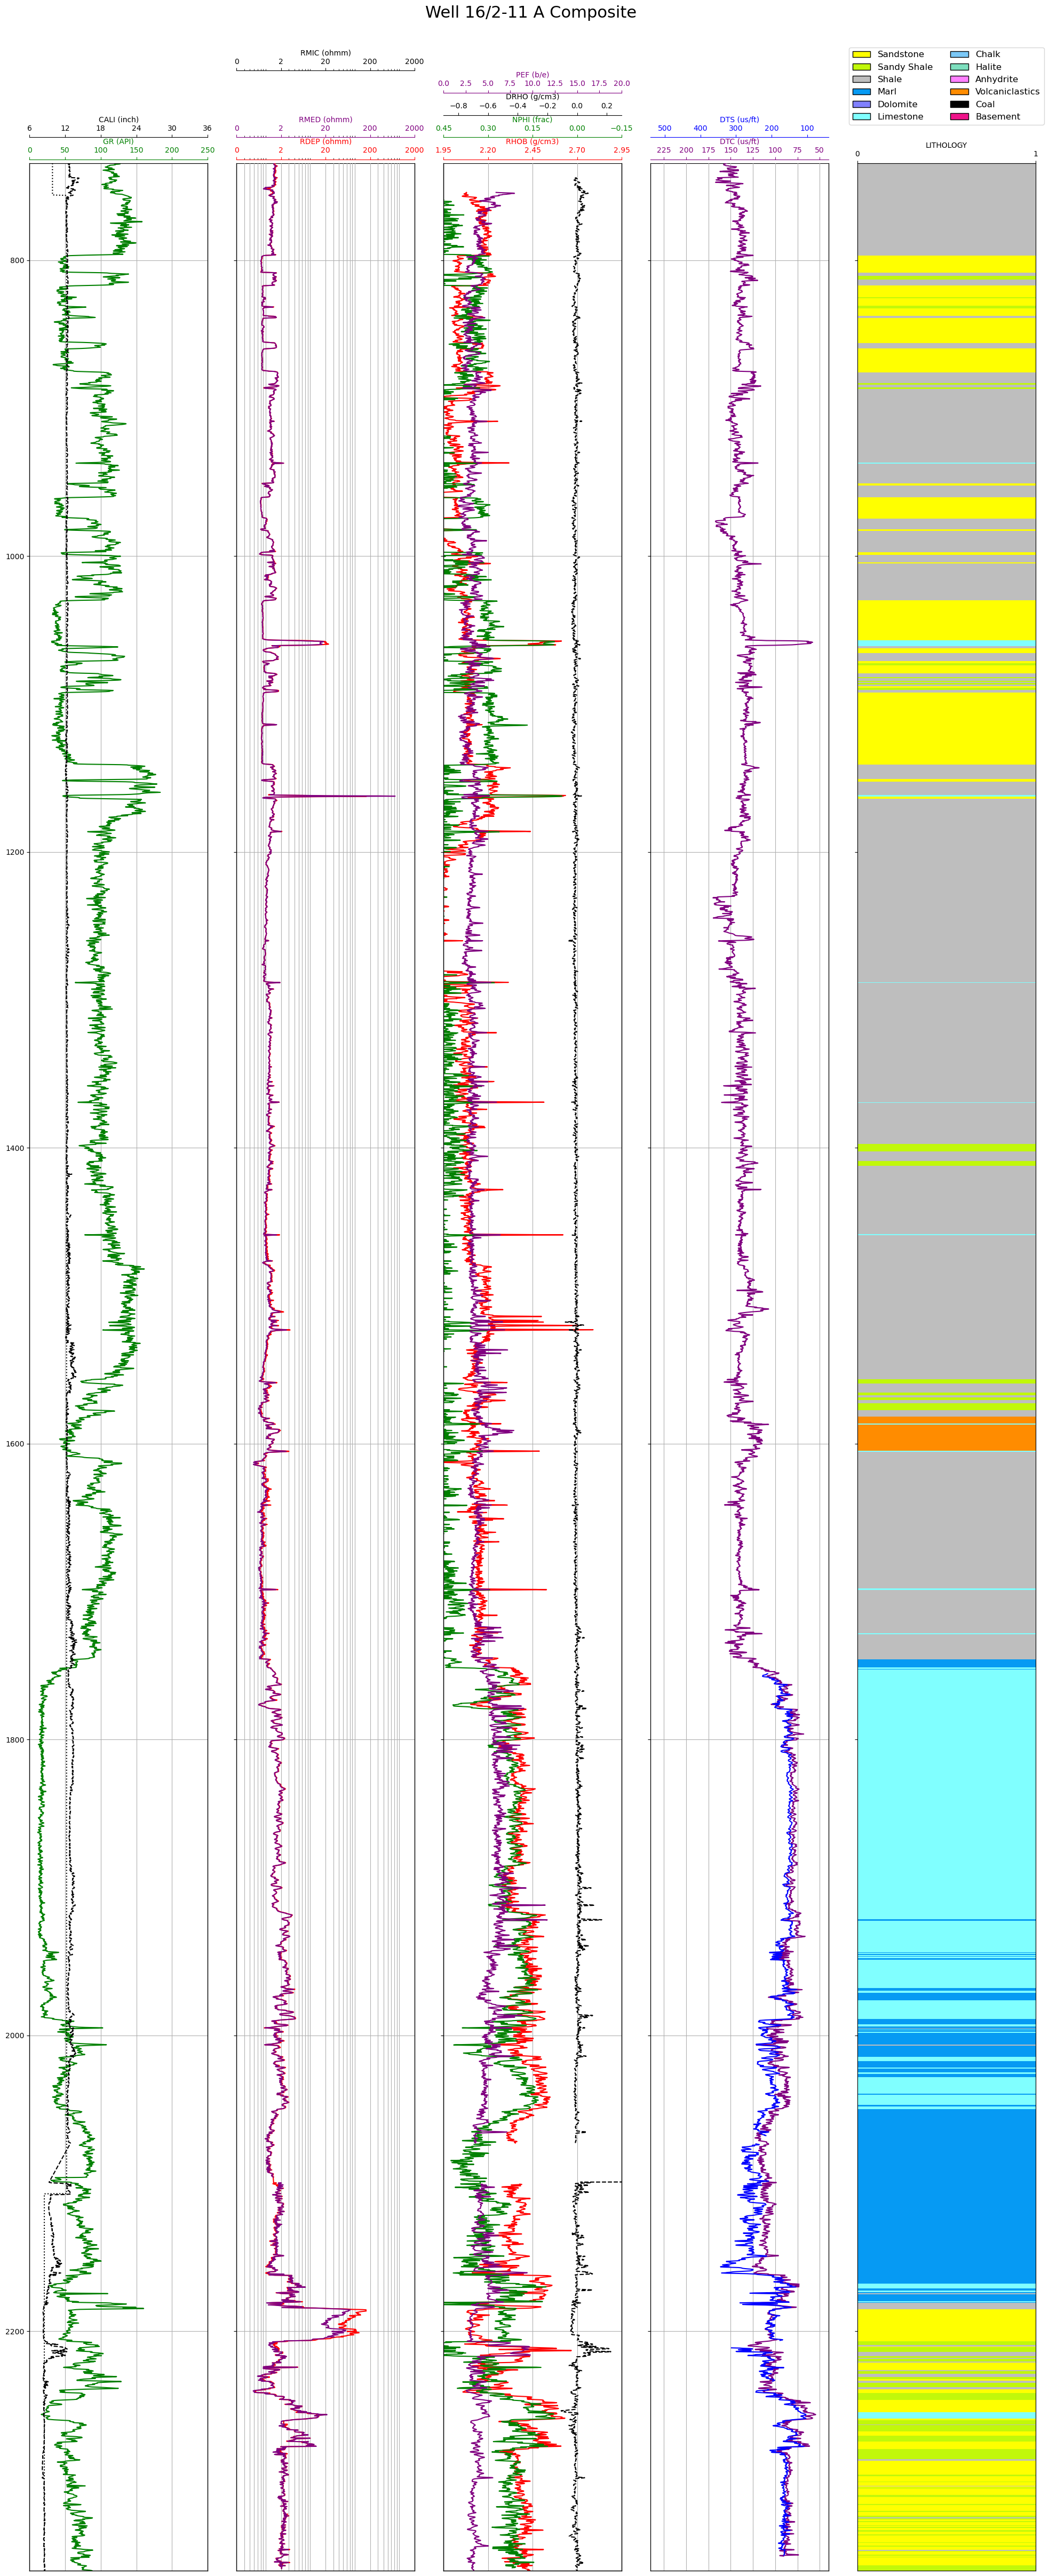 Well 16/2-11 A Composite
Sandstone Chalk
Sandy Shale Halite
Shale Anhydrite
Marl Volcaniclastics
Dolomite Coal
Limestone Basement
RMIC (ohmm)
0 2 20 200 2000
PEF (b/e)
0.0 2.5 5.0 7.5 10.0 12.5 15.0 17.5 20.0
DRHO (g/cm3)
−0.8 −0.6 −0.4 −0.2 0.0 0.2
CALI (inch) RMED (ohmm) NPHI (frac) DTS (us/ft)
6 12 18 24 30 36 0 2 20 200 2000 0.45 0.30 0.15 0.00 −0.15 500 400 300 200 100
GR (API) RDEP (ohmm) RHOB (g/cm3) DTC (us/ft) LITHOLOGY
0 50 100 150 200 250 0 2 20 200 2000 1.95 2.20 2.45 2.70 2.95 225 200 175 150 125 100 75 50 0 1
800
1000
1200
1400
1600
1800
2000
2200